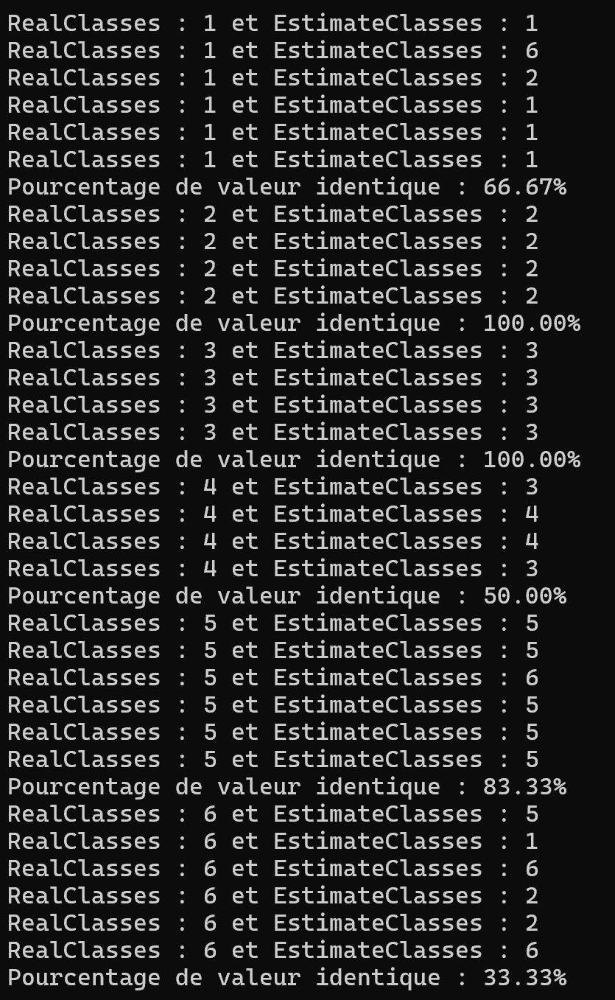 RealClasses : 1 et EstimateClasses : 1
RealClasses : 1 et EstimateClasses : 6
RealClasses : 1 et EstimateClasses : 2
RealClasses : 1 et EstimateClasses : 1
RealClasses : 1 et EstimateClasses : 1
RealClasses : 1 et EstimateClasses : 1
Pourcentage de valeur identique : 66.67%
RealClasses : 2 et EstimateClasses : 2
RealClasses : 2 et EstimateClasses : 2
RealClasses : 2 et EstimateClasses : 2
RealClasses : 2 et EstimateClasses : 2
Pourcentage de valeur identique : 100.00%
RealClasses : 3 et EstimateClasses : 3
RealClasses : 3 et EstimateClasses : 3
RealClasses : 3 et EstimateClasses : 3
RealClasses : 3 et EstimateClasses : 3
Pourcentage de valeur identique : 100.00%
RealClasses : 4 et EstimateClasses : 3
RealClasses : 4 et EstimateClasses : 4
RealClasses : 4 et EstimateClasses : 4
RealClasses : 4 et EstimateClasses : 3
Pourcentage de valeur identique : 50.00%
RealClasses : 5 et EstimateClasses : 5
RealClasses : 5 et EstimateClasses : 5
RealClasses : 5 et EstimateClasses : 6
RealClasses : 5 et EstimateClasses : 5
RealClasses : 5 et EstimateClasses : 5
RealClasses : 5 et EstimateClasses : 5
Pourcentage de valeur identique : 83.33%
RealClasses : 6 et EstimateClasses : 5
RealClasses : 6 et EstimateClasses : 1
RealClasses : 6 et EstimateClasses : 6
RealClasses : 6 et EstimateClasses : 2
RealClasses : 6 et EstimateClasses : 2
RealClasses : 6 et EstimateClasses : 6
Pourcentage de valeur identique : 33.33%